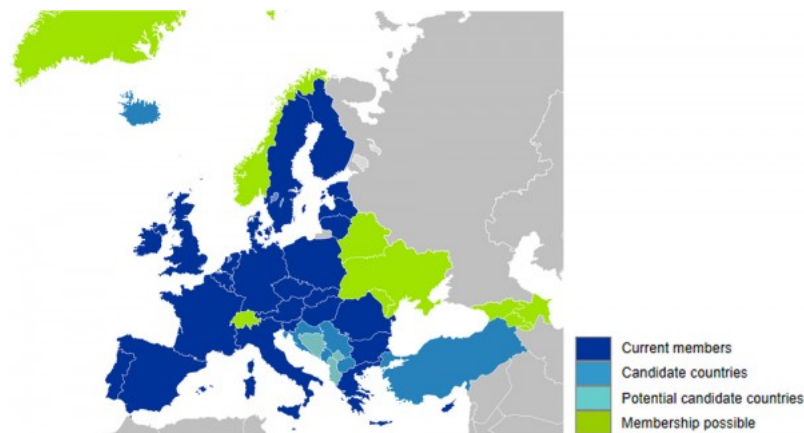 Current members
Candidate countries
Potential candidate countries
Membership possible